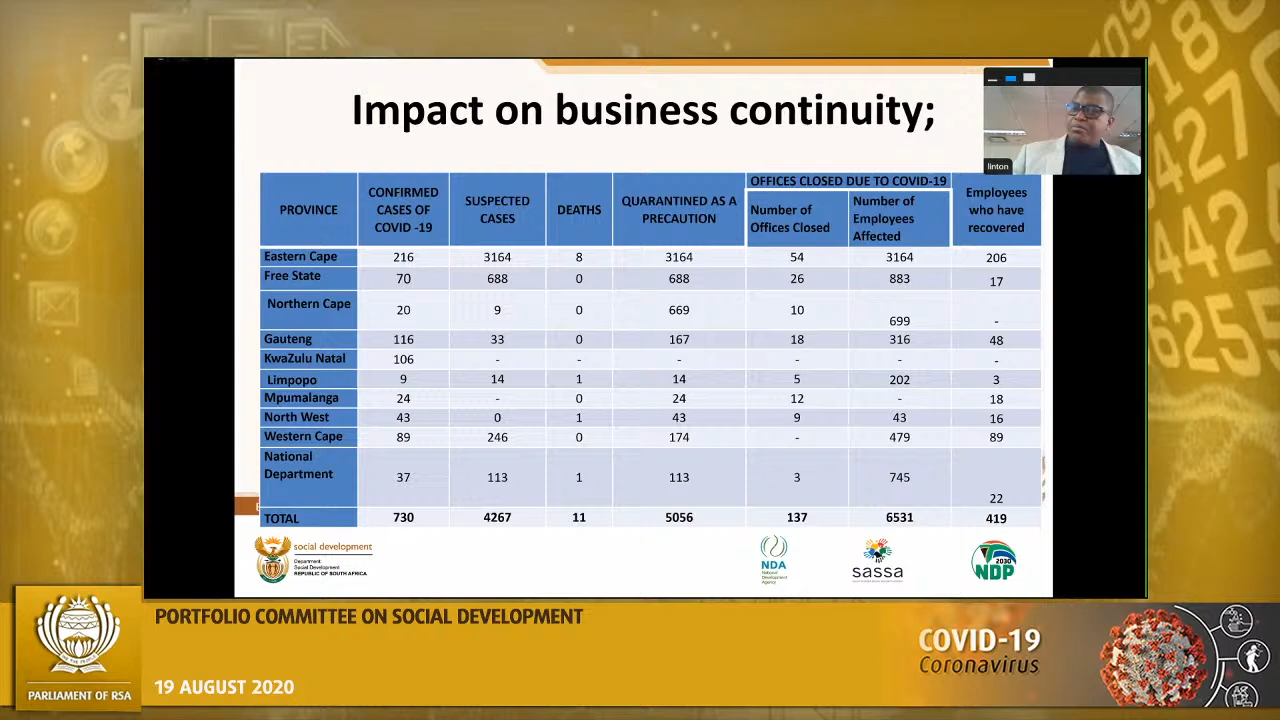 Impact on business continuity;
linton
PROVINCE
CONFIRMED
CASES OF
COVID -19
SUSPECTED
CASES
DEATHS
QUARANTINED AS A
PRECAUTION
OFFICES CLOSED DUE TO COVID-19
Number of
Offices Closed
Number of
Employees
Affected
Employees
who have
recovered
Eastern Cape 216 3164 8 3164 54 3164 206
Free State 70 688 0 688 26 883 17
Northern Cape 20 9 0 669 10 699 -
Gauteng 116 33 0 167 18 316 48
KwaZulu Natal 106 - - - - - -
Limpopo 9 14 1 14 5 202 3
Mpumalanga 24 - 0 24 12 - 18
North West 43 0 1 43 9 43 16
Western Cape 89 246 0 174 - 479 89
National
Department 37 113 1 113 3 745 22
TOTAL 730 4267 11 5056 137 6531 419
social development
Department:
Social Development
REPUBLIC OF SOUTH AFRICA
NDA
National
Development
Agency
sassa
2030
NDP
PORTFOLIO COMMITTEE ON SOCIAL DEVELOPMENT
19 AUGUST 2020
PARLIAMENT OF RSA
COVID-19
Coronavirus